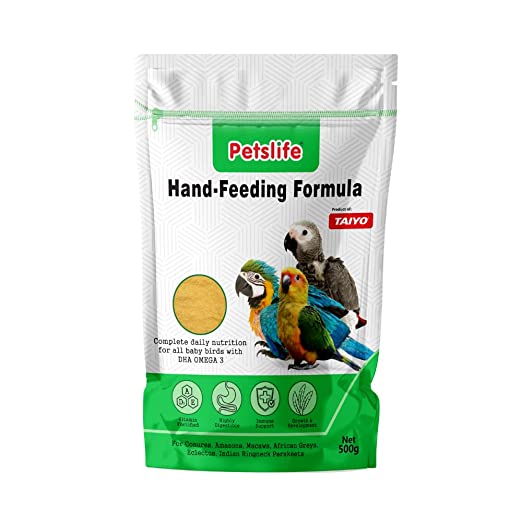 Petslife®
Hand-Feeding Formula
Product of:
TAIYO
Complete daily nutrition
for all baby birds with
DHA OMEGA 3
A
D E
Vitamin
Fortified
Highly
Digestible
Immune
Support
Growth &
Development
For Conures, Amazons, Macaws, African Greys,
Eclectus, Indian Ringneck Parakeets
Net
500g